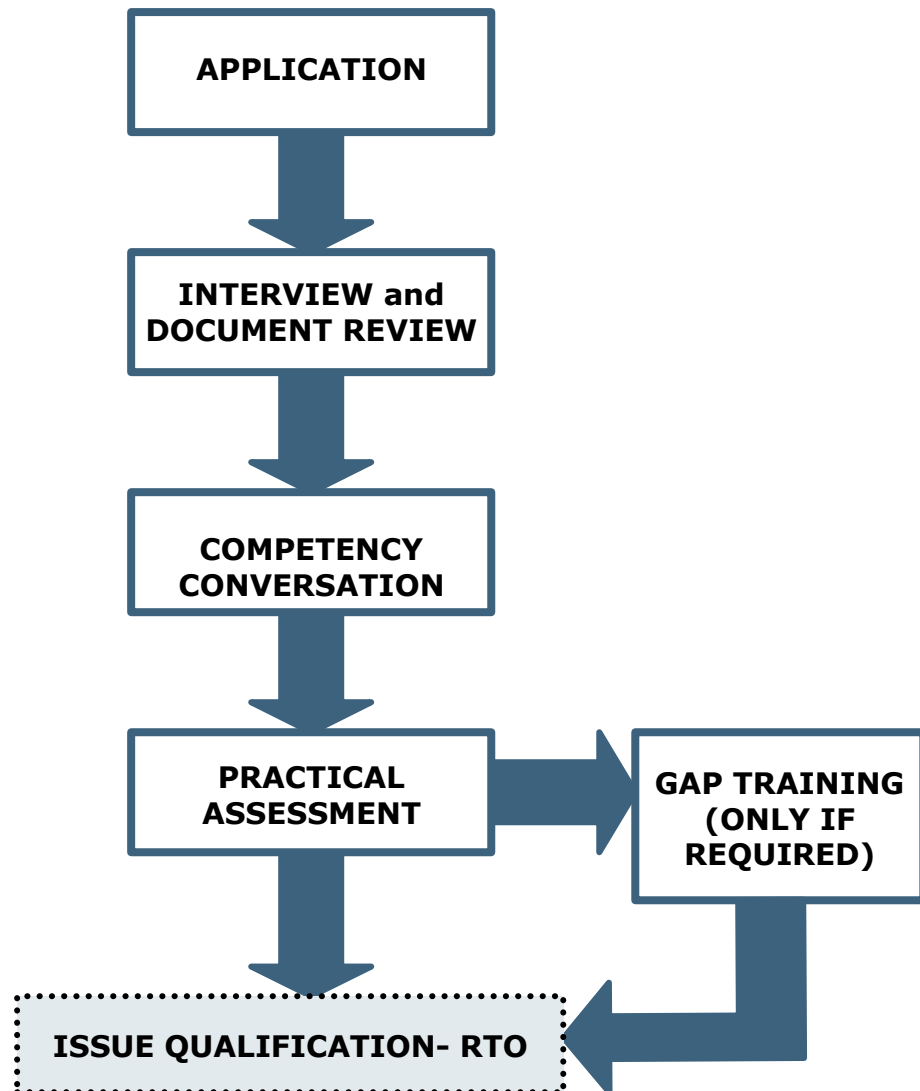 APPLICATION
INTERVIEW and
DOCUMENT REVIEW
COMPETENCY
CONVERSATION
PRACTICAL
ASSESSMENT
GAP TRAINING
(ONLY IF
REQUIRED)
ISSUE QUALIFICATION- RTO